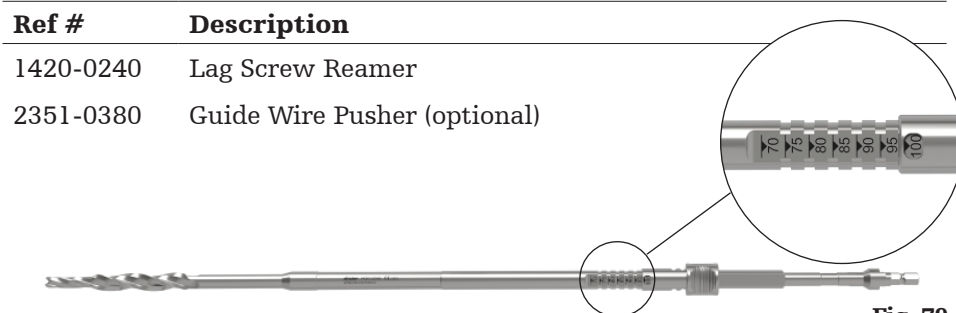 Ref # Description
1420-0240 Lag Screw Reamer
2351-0380 Guide Wire Pusher (optional)
70 75 80 85 90 95 100